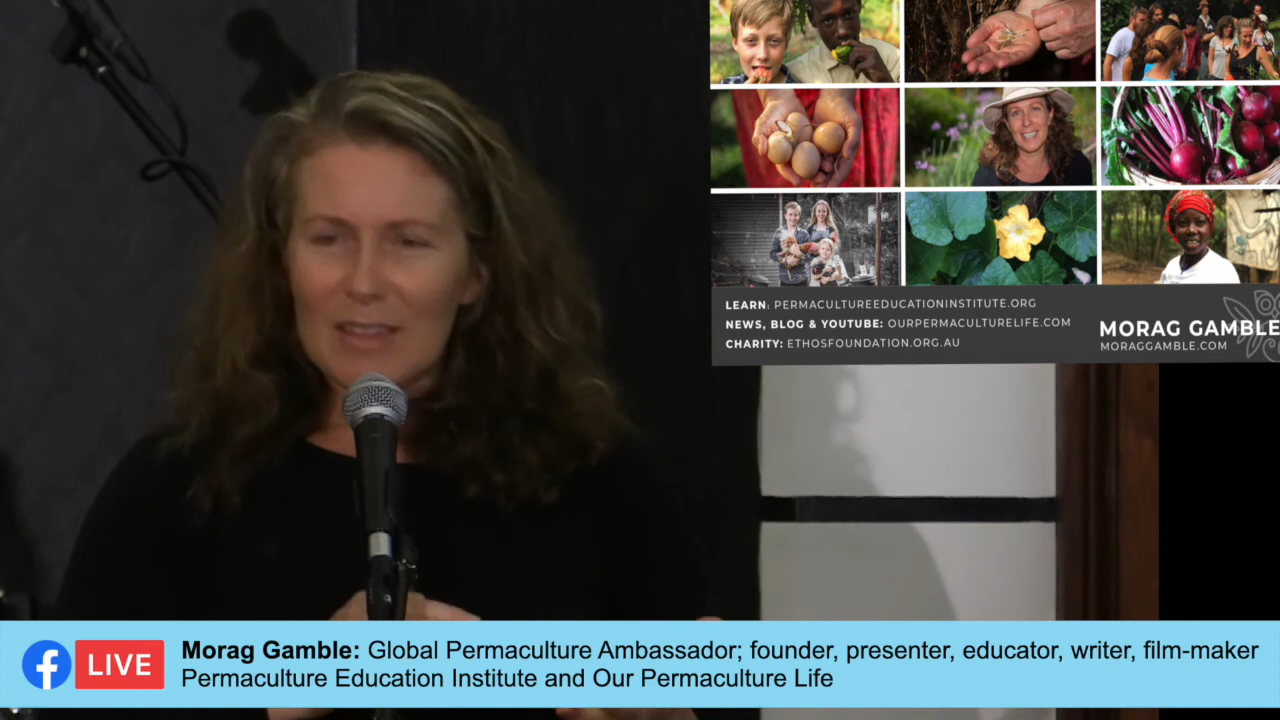 LEARN: PERMACULTUREEDUCATIONINSTITUTE.ORG
NEWS, BLOG & YOUTUBE: OURPERMACULTURELIFE.COM
CHARITY: ETHOSFOUNDATION.ORG.AU
MORAG GAMBLE
MORAGGAMBLE.COM
LIVE
Morag Gamble: Global Permaculture Ambassador; founder, presenter, educator, writer, film-maker
Permaculture Education Institute and Our Permaculture Life